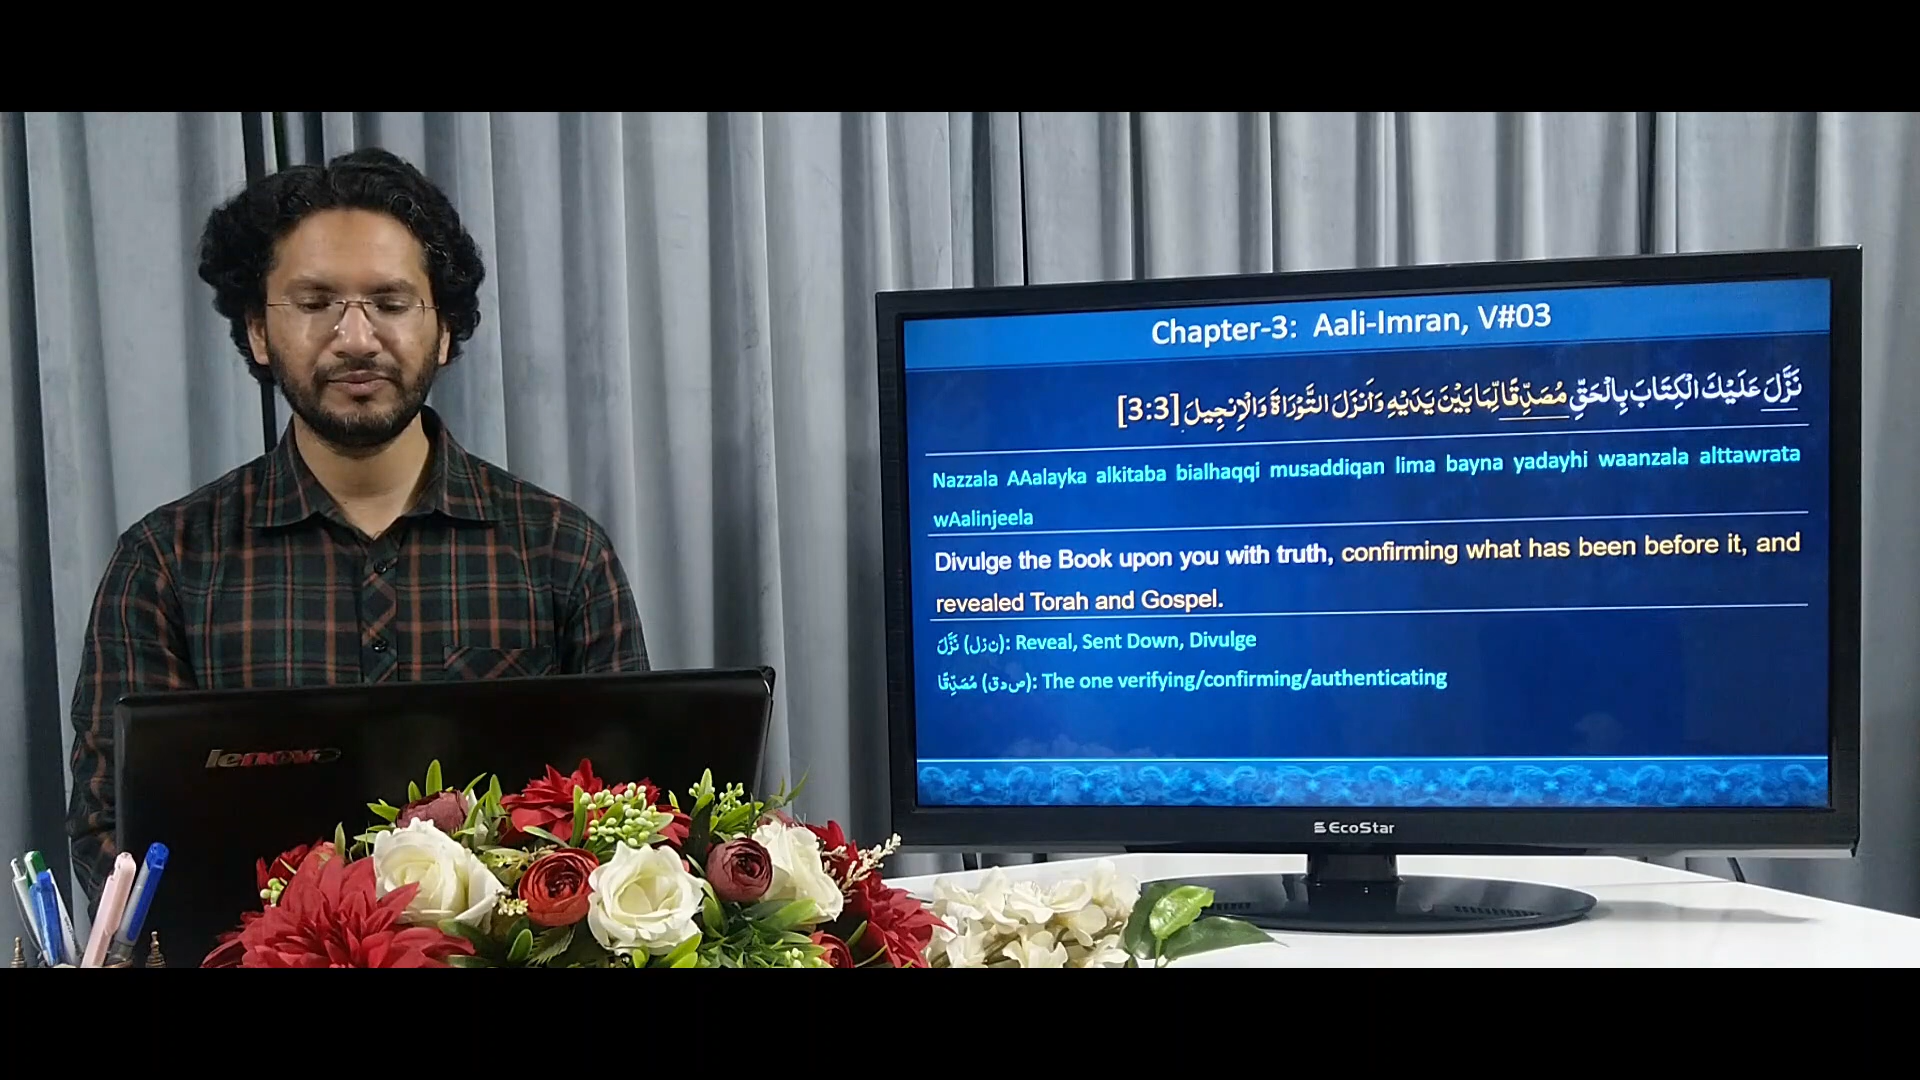 Chapter-3: Aali-Imran, V#03
نَزَّلَ عَلَيْكَ الْكِتَابَ بِالْحَقِّ مُصَدِّقًا لِّمَا بَيْنَ يَدَيْهِ وَأَنزَلَ التَّوْرَاةَ وَالْإِنجِيلَ [3:3]
Nazzala AAalayka alkitaba bialhaqqi musaddiqan lima bayna yadayhi waanzala alttawrata
wAalinjeela
Divulge the Book upon you with truth, confirming what has been before it, and
revealed Torah and Gospel.
نَزَّلَ (ن ز ل): Reveal, Sent Down, Divulge
مُصَدِّقًا (ص د ق): The one verifying/confirming/authenticating
EcoStar
lenovo